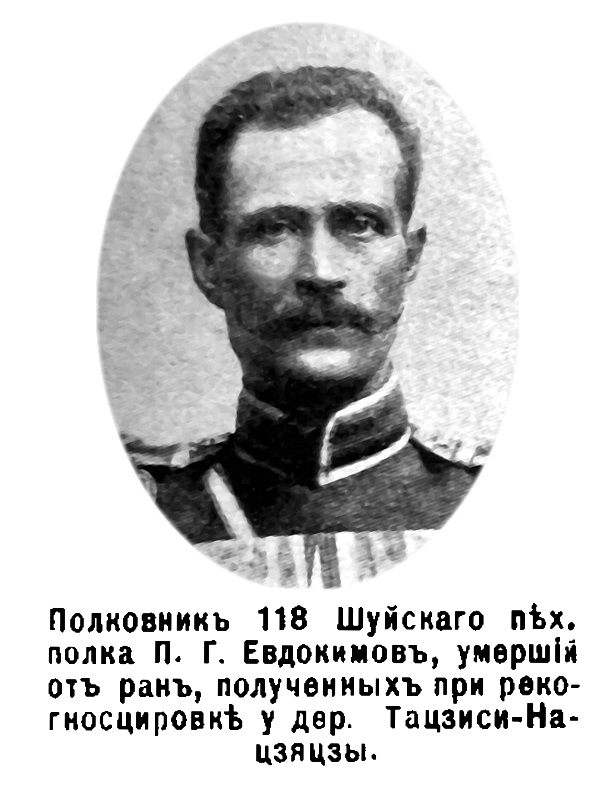 Полковникъ 118 Шуйскаго пѣх.
полка П. Г. Евдокимовъ, умершій
отъ ранъ, полученныхъ при реко-
гносцировкѣ у дер. Тацзиси-На-
цзяцзы.